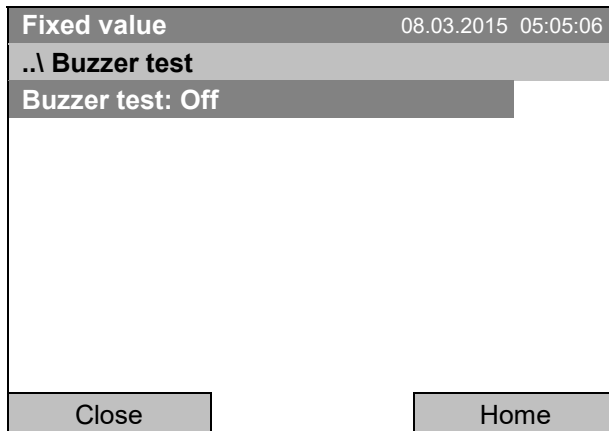 Fixed value 08.03.2015 05:05:06
..\ Buzzer test
Buzzer test: Off
Close Home